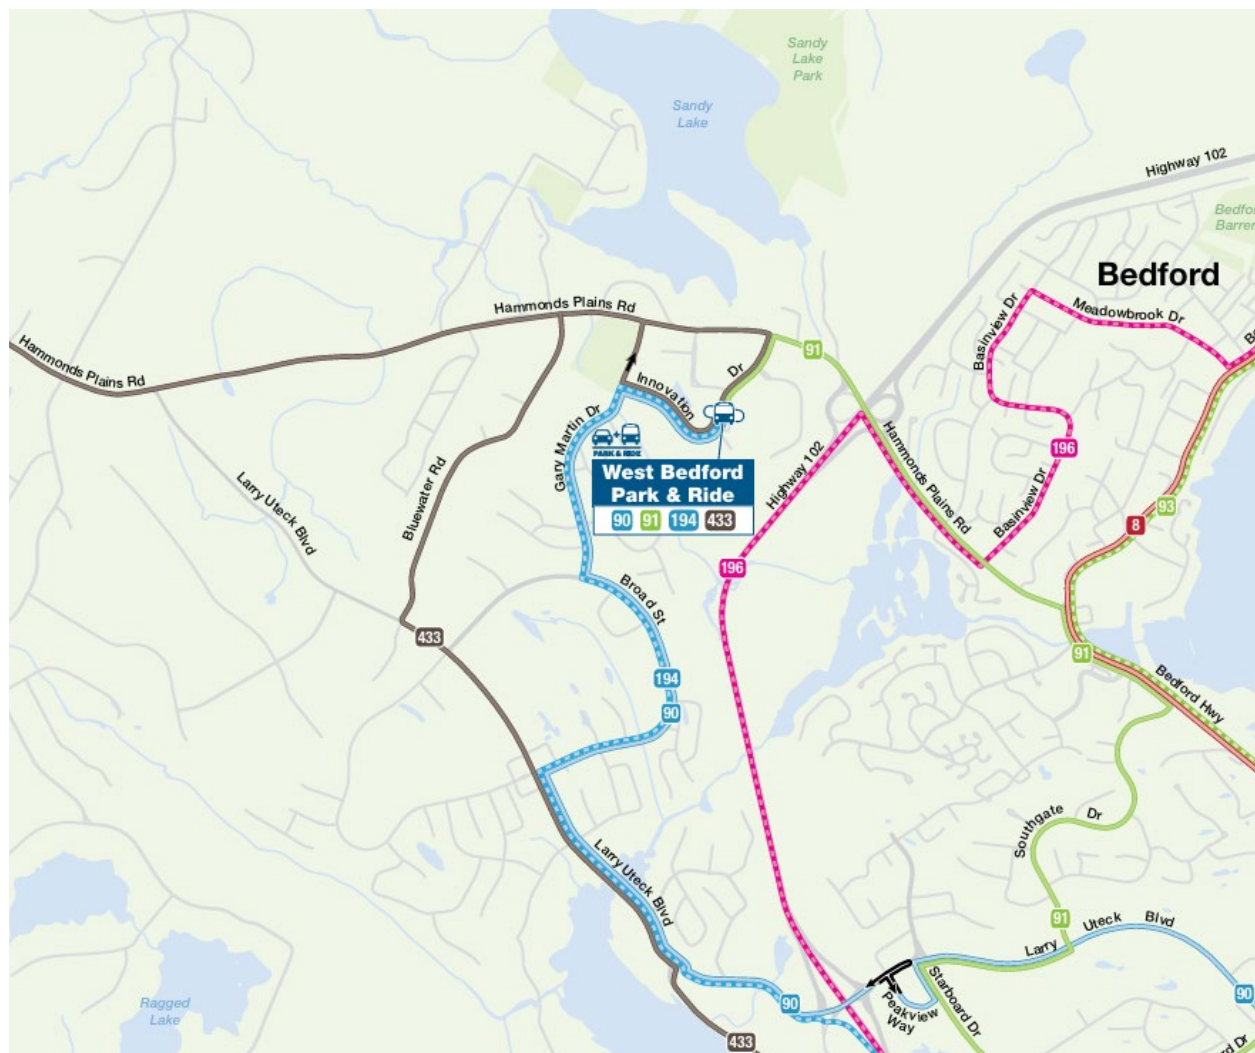 Sandy
Lake
Park
Sandy
Lake
Highway 102
Bedford
Hammonds Plains Rd
Hammonds Plains Rd
Basinview Dr
Meadowbrook Dr
91
Innovation
Dr
Gary Martin Dr
PARK & RIDE
West Bedford
Park & Ride
90 91 194 433
Highway 102
Hammonds Plains Rd
196
Basinview Dr
93
8
Larry Uteck Blvd
Bluewater Rd
196
Broad St
433
91
194
90
Bedford Hwy
Southgate Dr
Larry Uteck Blvd
91
Larry Uteck Blvd
90
Peakview
Way
Starboard Dr
90
Ragged
Lake
433
Dr